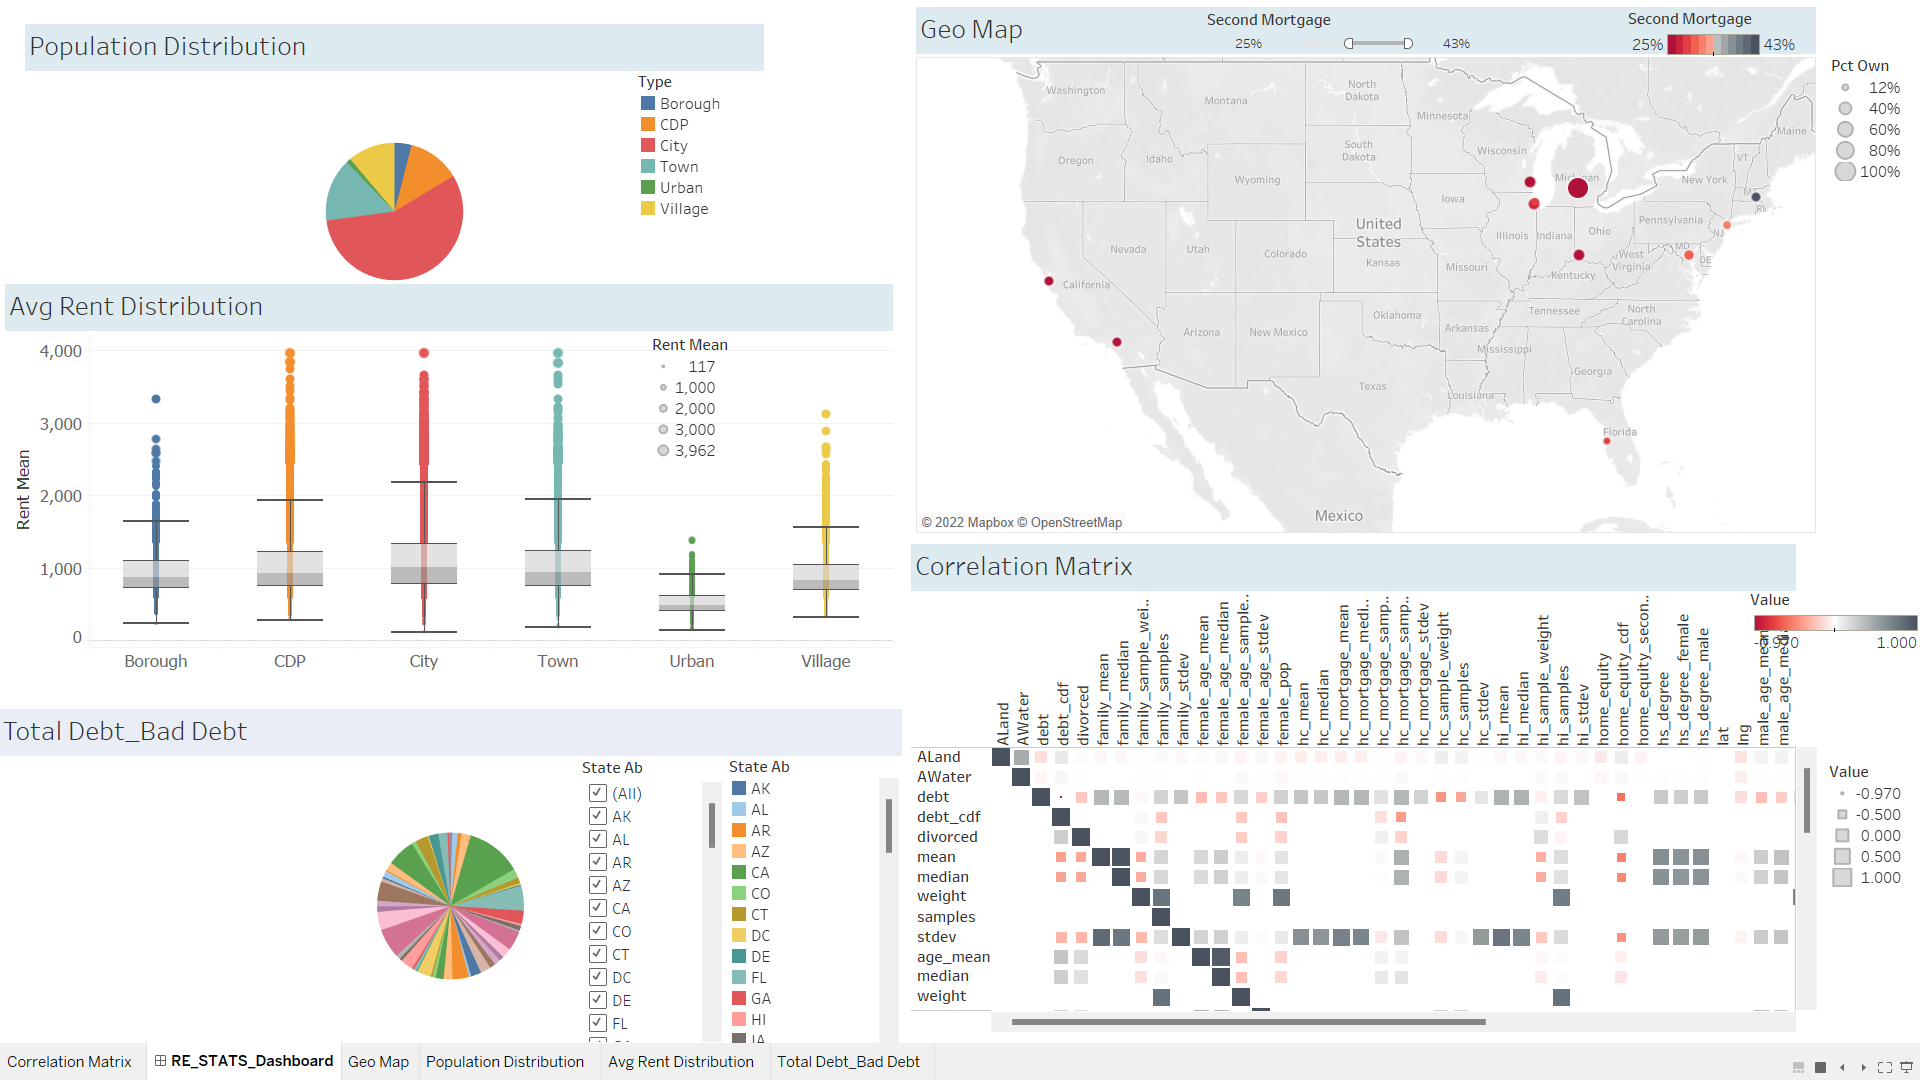 Population Distribution
Type
Borough
CDP
City
Town
Urban
Village
Avg Rent Distribution
Rent Mean
4,000
3,000
2,000
1,000
0
Rent Mean
117
1,000
2,000
3,000
3,962
Borough
CDP
City
Town
Urban
Village
Total Debt_Bad Debt
State Ab
(All)
AK
AL
AR
AZ
CA
CO
CT
DC
DE
FL
State Ab
AK
AL
AR
AZ
CA
CO
CT
DC
DE
FL
GA
HI
IA
Geo Map
Second Mortgage
25%
43%
Second Mortgage
25%
43%
Pct Own
12%
40%
60%
80%
100%
Washington
Montana
North
Dakota
Minnesota
Maine
Oregon
Idaho
South
Dakota
Wisconsin
Michigan
VT
New York
Wyoming
Iowa
MA
RI
Nevada
Utah
Colorado
United
States
Kansas
Missouri
Illinois
Indiana
Ohio
Pennsylvania
NJ
MD
DE
West
Virginia
Kentucky
California
Arizona
New Mexico
Oklahoma
Arkansas
Tennessee
North
Carolina
Mississippi
Texas
Louisiana
Georgia
Florida
Mexico
© 2022 Mapbox © OpenStreetMap
Correlation Matrix
ALand
AWater
debt
debt_cdf
divorced
family_mean
family_median
family_sample_wei..
family_samples
family_stdev
female_age_mean
female_age_median
female_age_sample..
female_age_stdev
female_pop
hc_mean
hc_median
hc_mortgage_mean
hc_mortgage_medi..
hc_mortgage_samp..
hc_mortgage_samp..
hc_mortgage_stdev
hc_sample_weight
hc_samples
hc_stdev
hi_mean
hi_median
hi_sample_weight
hi_samples
hi_stdev
home_equity
home_equity_cdf
home_equity_secon..
hs_degree
hs_degree_female
hs_degree_male
lat
lng
male_age_mean
male_age_media
Value
-0.970
1.000
ALand
AWater
debt
debt_cdf
divorced
mean
median
weight
samples
stdev
age_mean
median
weight
Value
-0.970
-0.500
0.000
0.500
1.000
Correlation Matrix
RE_STATS_Dashboard
Geo Map
Population Distribution
Avg Rent Distribution
Total Debt_Bad Debt